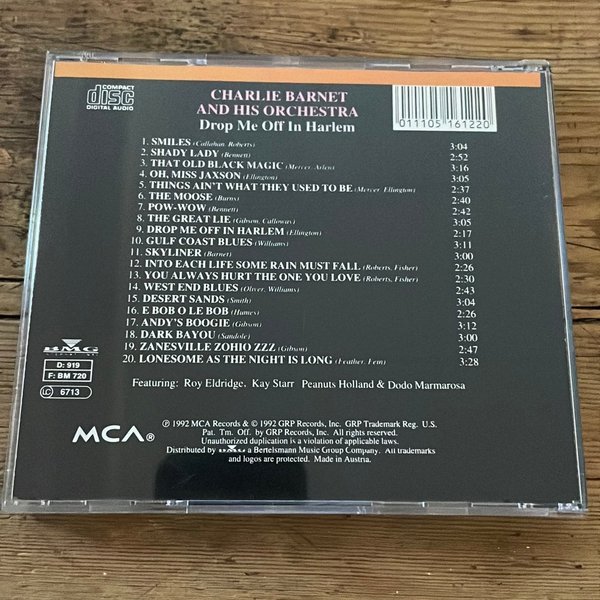 COMPACT
disc
DIGITAL AUDIO
CHARLIE BARNET
AND HIS ORCHESTRA
Drop Me Off In Harlem
011105 161220
1. SMILES (Callahan, Roberts) 3:04
2. SHADY LADY (Bennett) 2:52
3. THAT OLD BLACK MAGIC (Mercer, Arlen) 3:16
4. OH, MISS JAXSON (Ellington) 3:05
5. THINGS AIN'T WHAT THEY USED TO BE (Mercer, Ellington) 2:37
6. THE MOOSE (Burns) 2:40
7. POW-WOW (Bennett) 2:42
8. THE GREAT LIE (Gibson, Calloway) 3:05
9. DROP ME OFF IN HARLEM (Ellington) 2:17
10. GULF COAST BLUES (Williams) 3:11
11. SKYLINER (Barnet) 3:00
12. INTO EACH LIFE SOME RAIN MUST FALL (Roberts, Fisher) 2:26
13. YOU ALWAYS HURT THE ONE YOU LOVE (Roberts, Fisher) 2:30
14. WEST END BLUES (Oliver, Williams) 2:43
15. DESERT SANDS (Smith) 3:04
16. E BOB O LE BOB (Humes) 2:26
17. ANDY'S BOOGIE (Gibson) 3:12
18. DARK BAYOU (Sandole) 3:00
19. ZANESVILLE ZOHIO ZZZ (Gibson) 2:47
20. LONESOME AS THE NIGHT IS LONG (Feather, Fein) 3:28
Featuring: Roy Eldridge, Kay Starr Peanuts Holland & Dodo Marmarosa
BMG
D: 919
F: BM 720
LC 6713
MCA®
℗ 1992 MCA Records & © 1992 GRP Records, Inc. GRP Trademark Reg. U.S.
Pat. Tm. Off. by GRP Records, Inc. All rights reserved.
Unauthorized duplication is a violation of applicable laws.
Distributed by BMG a Bertelsmann Music Group Company. All trademarks
and logos are protected. Made in Austria.